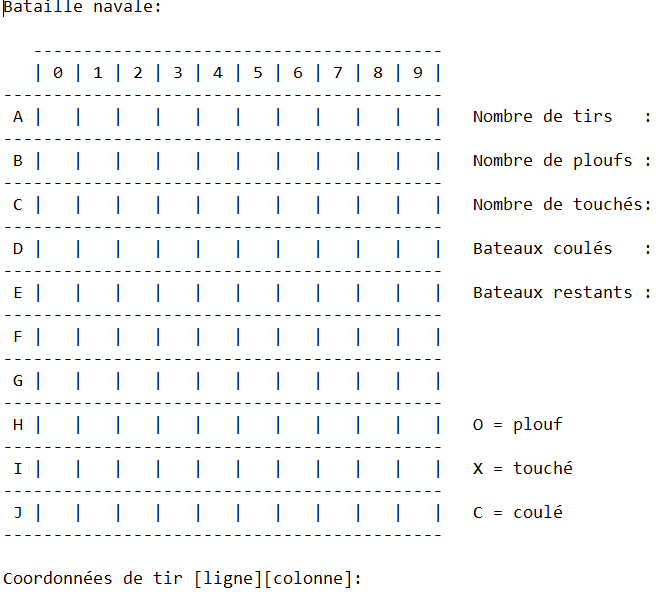 Bataille navale:
-----------------------------------------
| 0 | 1 | 2 | 3 | 4 | 5 | 6 | 7 | 8 | 9 |
--------------------------------------------
A |   |   |   |   |   |   |   |   |   |   |   Nombre de tirs   :
--------------------------------------------
B |   |   |   |   |   |   |   |   |   |   |   Nombre de ploufs :
--------------------------------------------
C |   |   |   |   |   |   |   |   |   |   |   Nombre de touchés:
--------------------------------------------
D |   |   |   |   |   |   |   |   |   |   |   Bateaux coulés   :
--------------------------------------------
E |   |   |   |   |   |   |   |   |   |   |   Bateaux restants :
--------------------------------------------
F |   |   |   |   |   |   |   |   |   |   |
--------------------------------------------
G |   |   |   |   |   |   |   |   |   |   |
--------------------------------------------
H |   |   |   |   |   |   |   |   |   |   |   O = plouf
--------------------------------------------
I |   |   |   |   |   |   |   |   |   |   |   X = touché
--------------------------------------------
J |   |   |   |   |   |   |   |   |   |   |   C = coulé
--------------------------------------------
Coordonnées de tir [ligne][colonne]: